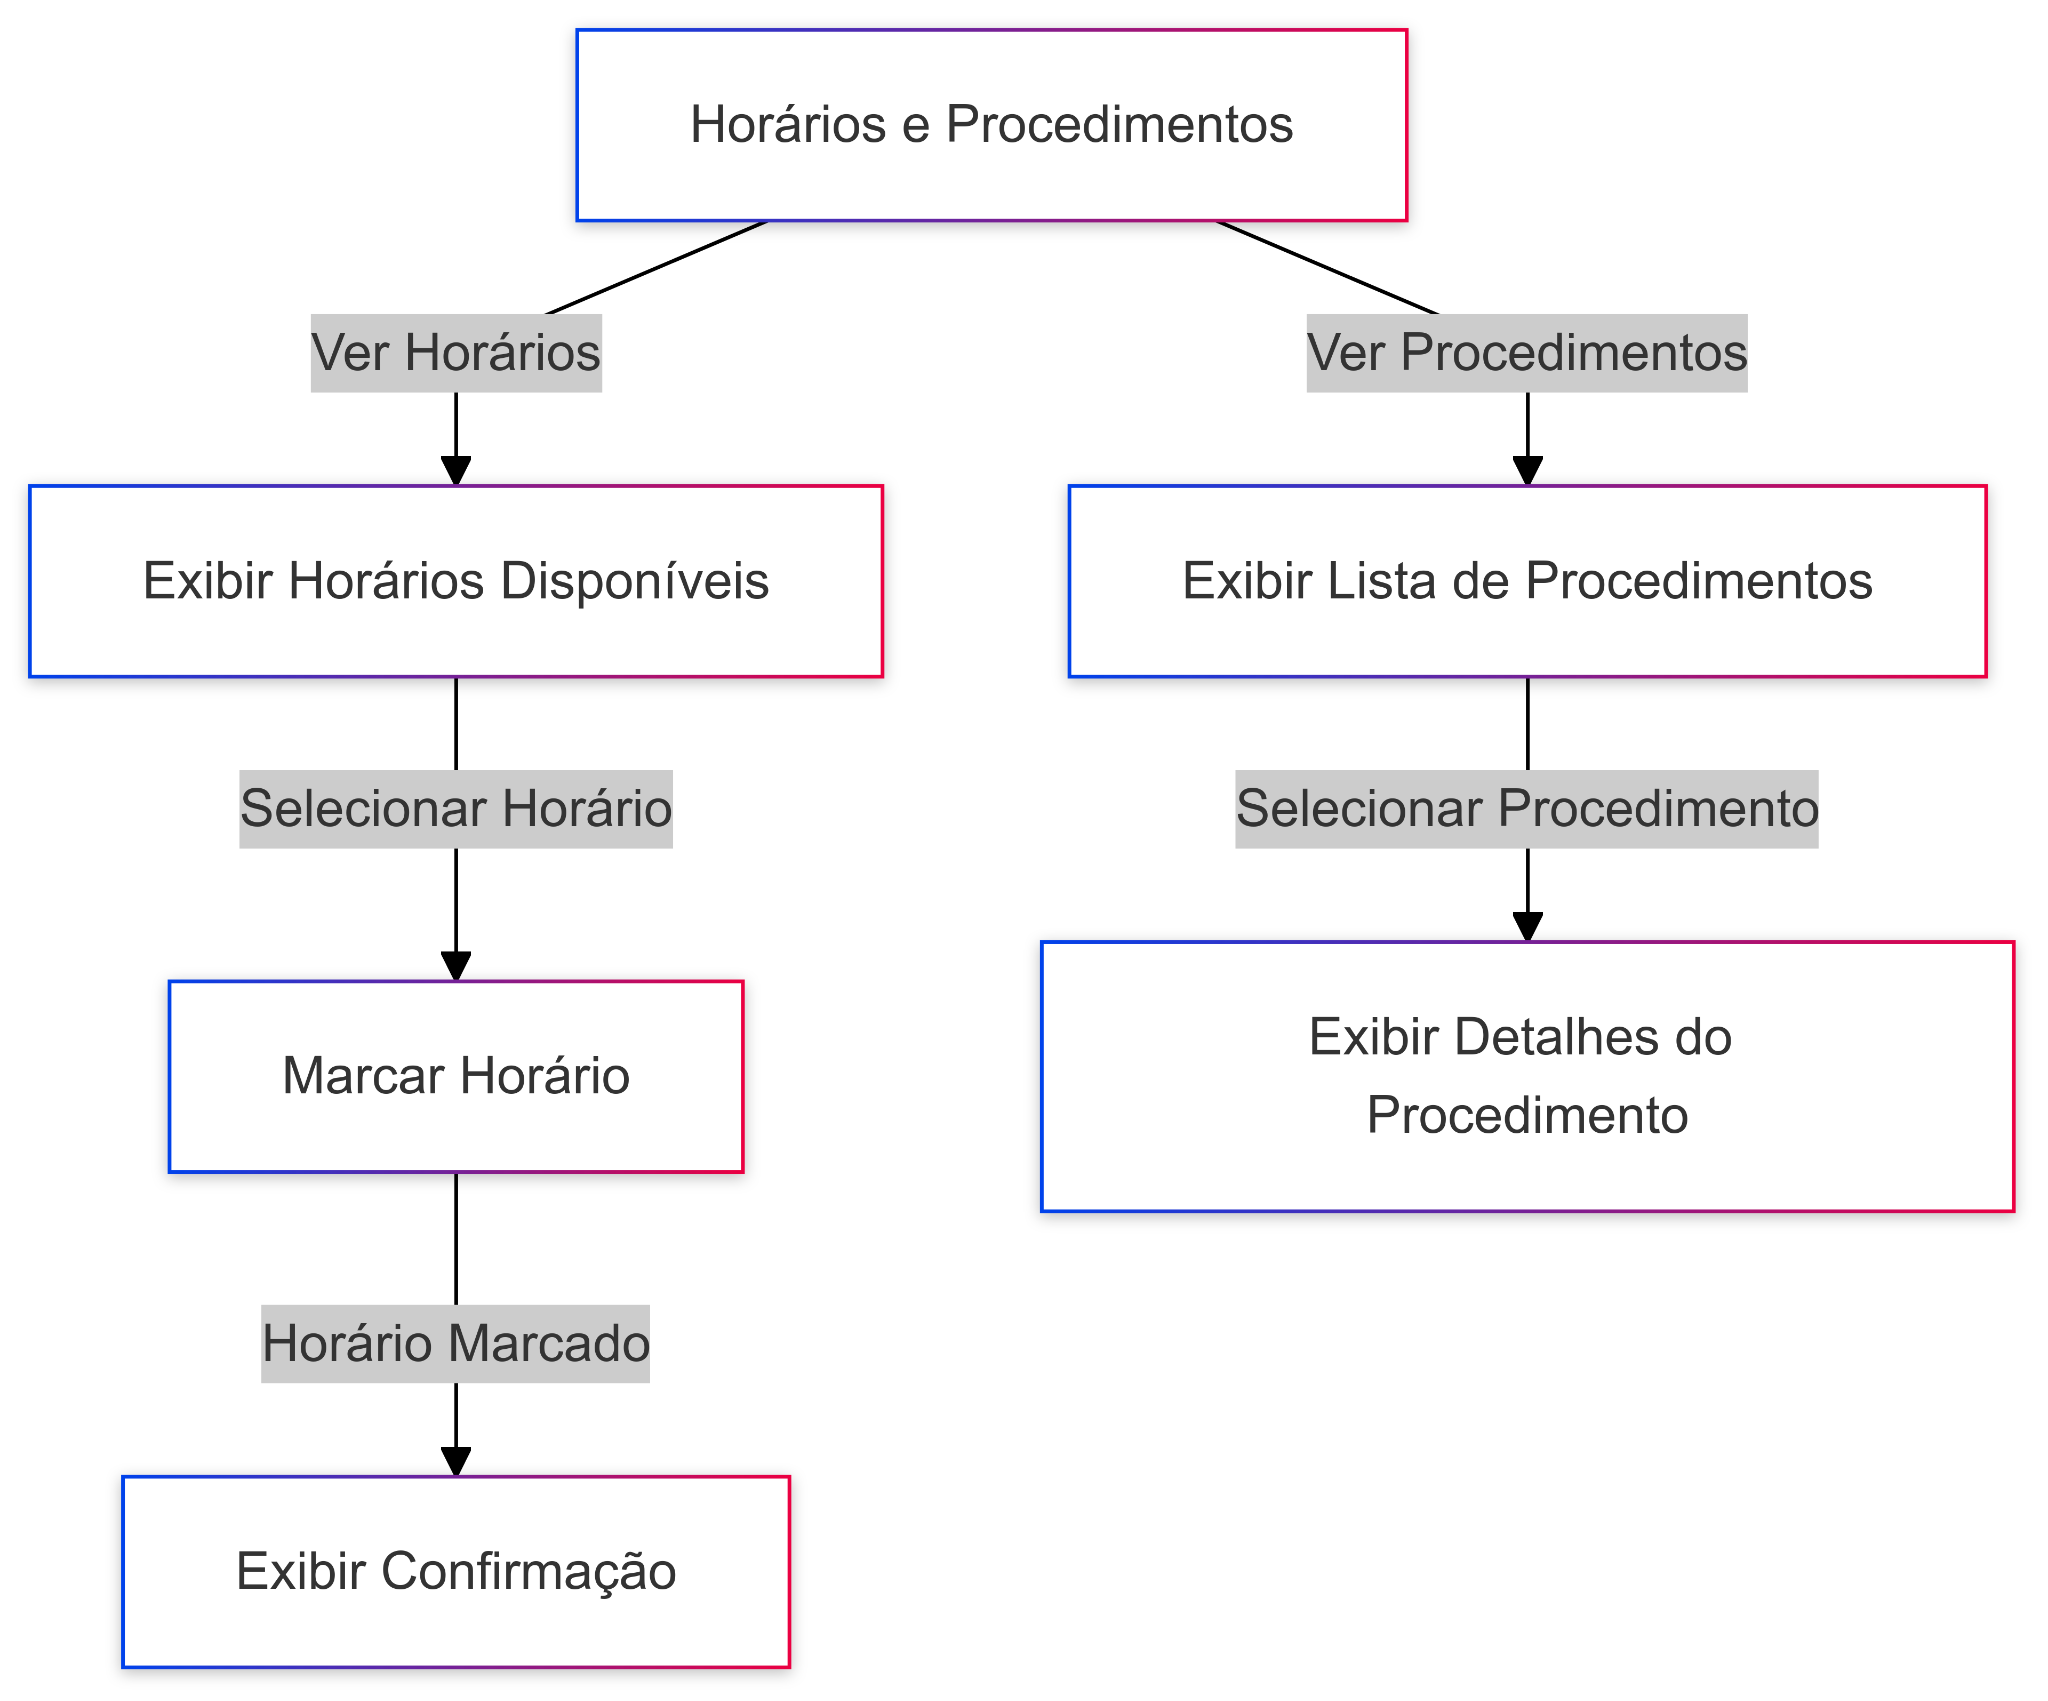 Horários e Procedimentos
Ver Horários
Ver Procedimentos
Exibir Horários Disponíveis
Exibir Lista de Procedimentos
Selecionar Horário
Selecionar Procedimento
Marcar Horário
Exibir Detalhes do
Procedimento
Horário Marcado
Exibir Confirmação